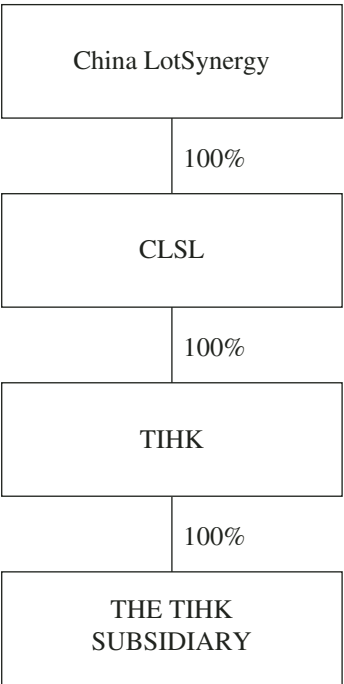 China LotSynergy
100%
CLSL
100%
TIHK
100%
THE TIHK
SUBSIDIARY